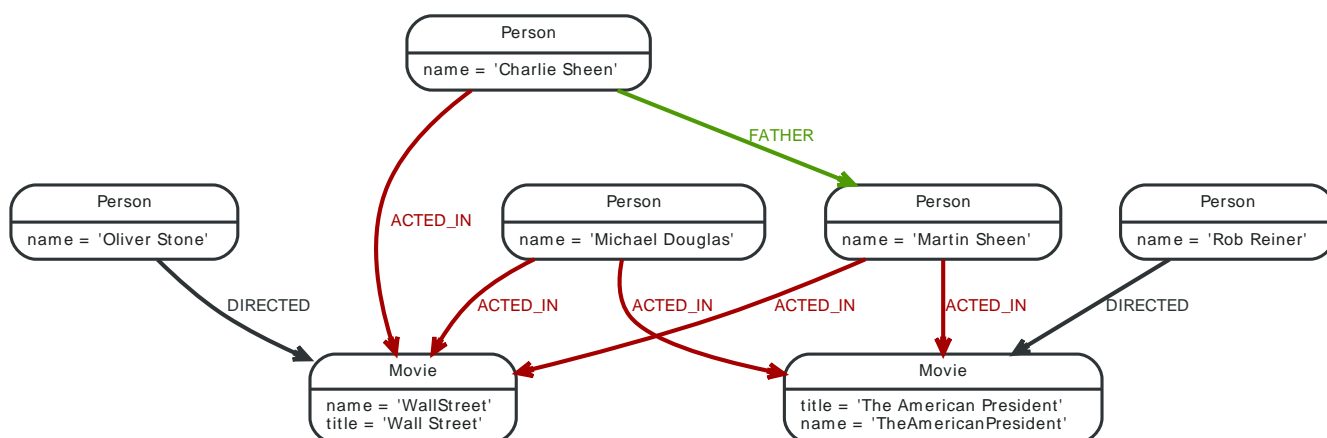 Person
name = 'Charlie Sheen'
FATHER
Person
name = 'Oliver Stone'
Person
name = 'Michael Douglas'
Person
name = 'Martin Sheen'
Person
name = 'Rob Reiner'
ACTED_IN
DIRECTED
ACTED_IN
ACTED_IN
ACTED_IN
ACTED_IN
DIRECTED
Movie
name = 'WallStreet'
title = 'Wall Street'
Movie
title = 'The American President'
name = 'TheAmericanPresident'